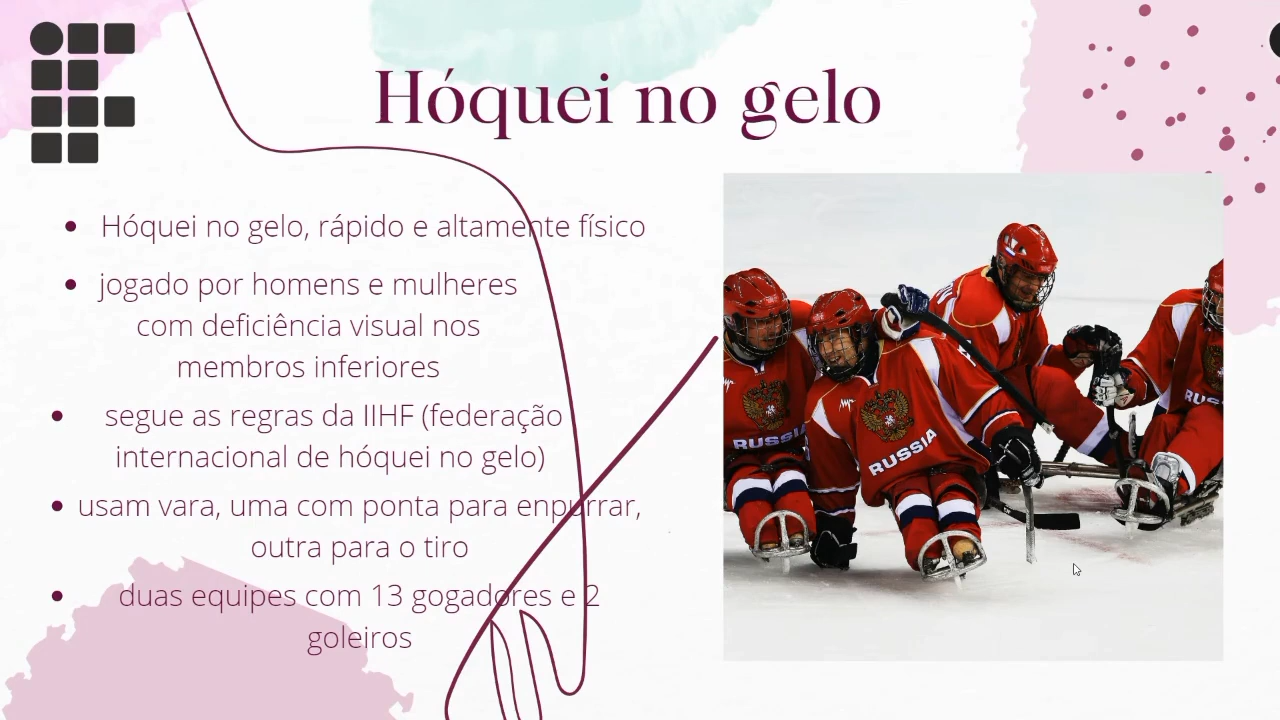 Hóquei no gelo
Hóquei no gelo, rápido e altamente físico
jogado por homens e mulheres
com deficiência visual nos
membros inferiores
segue as regras da IIHF (federação
internacional de hóquei no gelo)
usam vara, uma com ponta para enpurrar,
outra para o tiro
duas equipes com 13 gogadores e 2
goleiros
RUSSIA
RUSSIA
RUSS